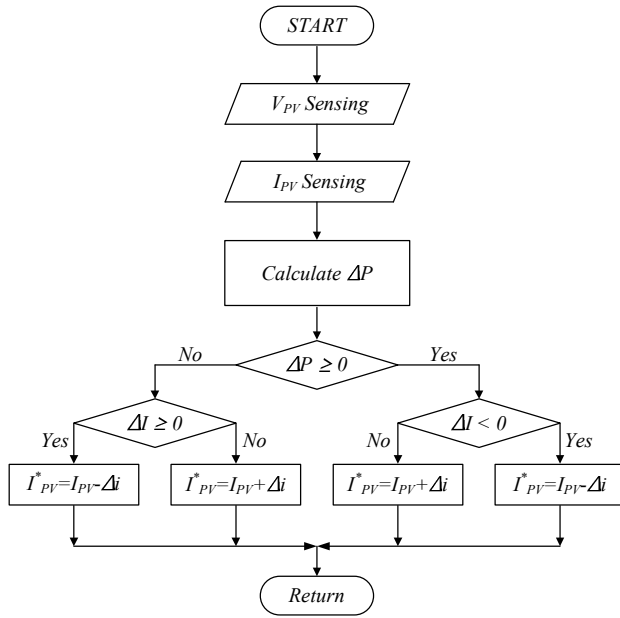 START
V_PV Sensing
I_PV Sensing
Calculate ΔP
No
ΔP ≥ 0
Yes
ΔI ≥ 0
ΔI < 0
Yes
No
No
Yes
I*_PV=I_PV-Δi
I*_PV=I_PV+Δi
I*_PV=I_PV+Δi
I*_PV=I_PV-Δi
Return